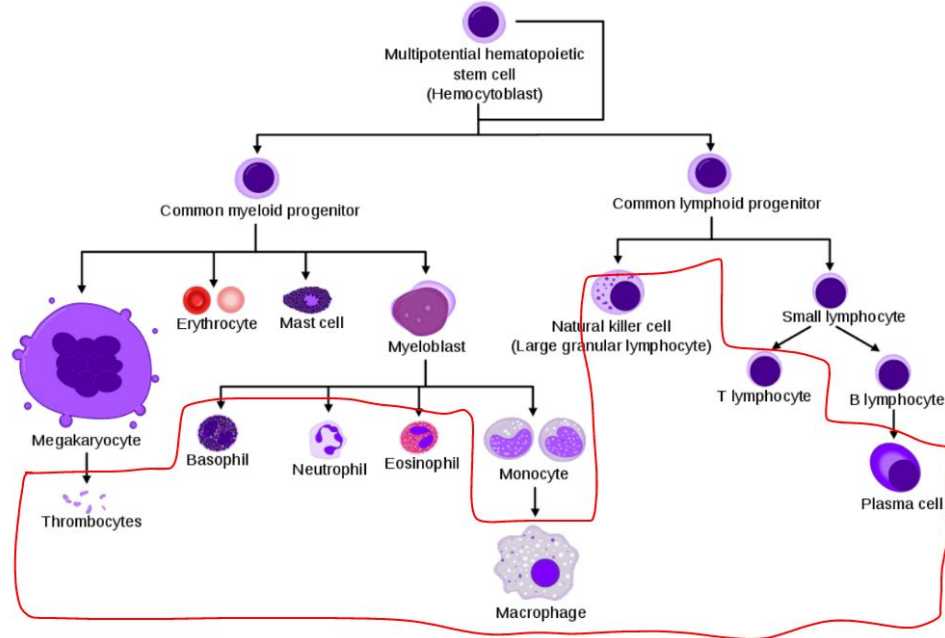 Multipotential hematopoietic
stem cell
(Hemocytoblast)
Common myeloid progenitor
Common lymphoid progenitor
Erythrocyte
Mast cell
Myeloblast
Natural killer cell
(Large granular lymphocyte)
Small lymphocyte
T lymphocyte
B lymphocyte
Megakaryocyte
Basophil
Neutrophil
Eosinophil
Monocyte
Plasma cell
Thrombocytes
Macrophage